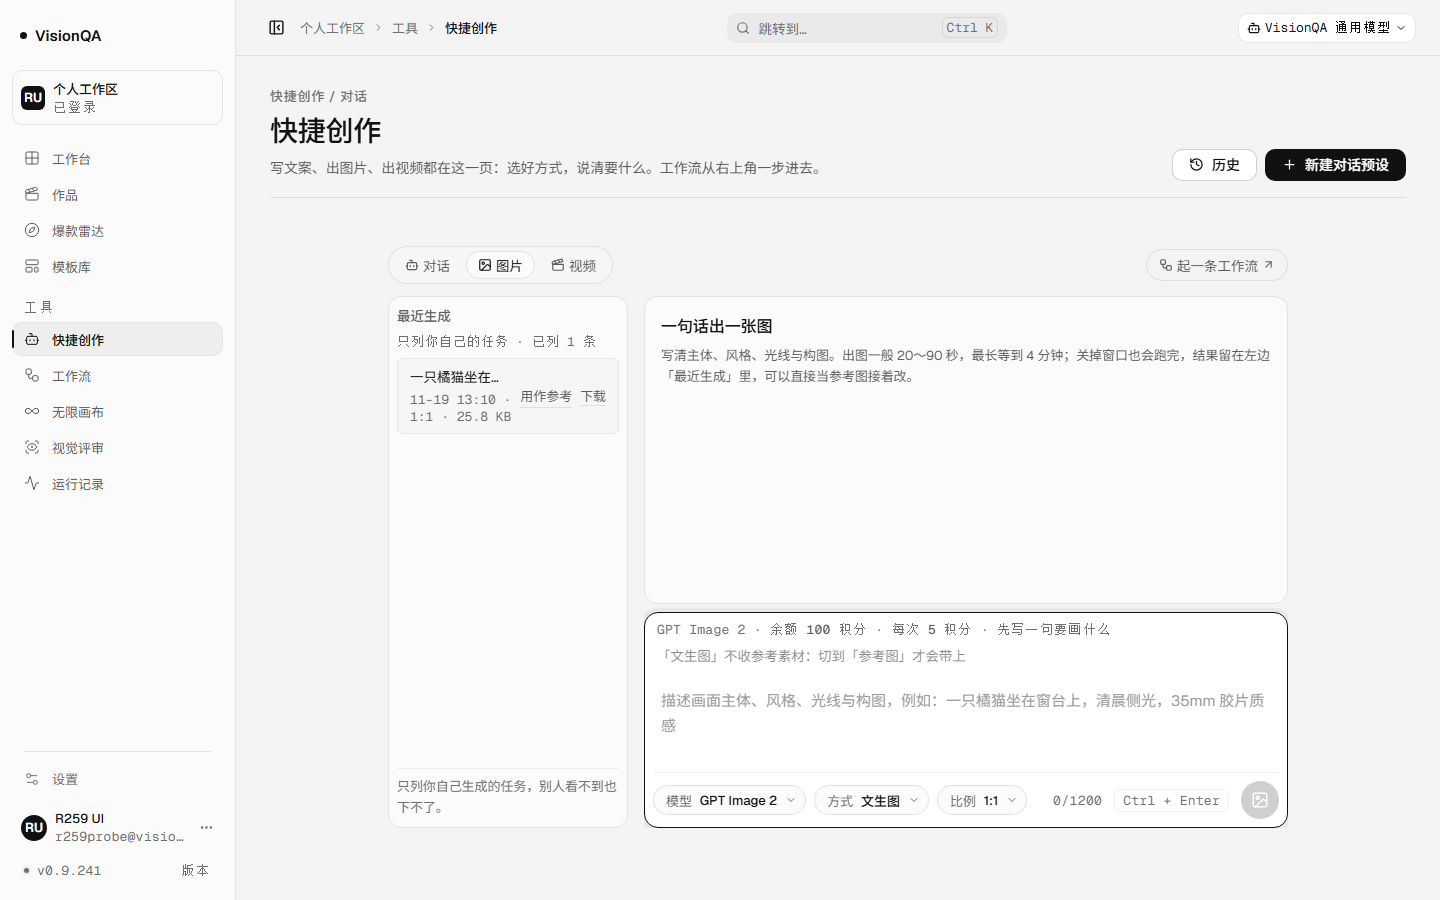 VisionQA
RU
个人工作区
已登录
工作台
作品
爆款雷达
模板库
工具
快捷创作
工作流
无限画布
视觉评审
运行记录
设置
RU
R259 UI
r259probe@visio…
v0.9.241
版本
个人工作区
工具
快捷创作
跳转到…
Ctrl K
VisionQA 通用模型
快捷创作 / 对话
快捷创作
写文案、出图片、出视频都在这一页：选好方式，说清要什么。工作流从右上角一步进去。
历史
新建对话预设
对话
图片
视频
起一条工作流
最近生成
只列你自己的任务 · 已列 1 条
一只橘猫坐在…
11-19 13:10 ·
1:1 · 25.8 KB
用作参考
下载
只列你自己生成的任务，别人看不到也
下不了。
一句话出一张图
写清主体、风格、光线与构图。出图一般 20～90 秒，最长等到 4 分钟；关掉窗口也会跑完，结果留在左边
「最近生成」里，可以直接当参考图接着改。
GPT Image 2 · 余额 100 积分 · 每次 5 积分 · 先写一句要画什么
「文生图」不收参考素材：切到「参考图」才会带上
描述画面主体、风格、光线与构图，例如：一只橘猫坐在窗台上，清晨侧光，35mm 胶片质
感
模型 GPT Image 2
方式 文生图
比例 1:1
0/1200
Ctrl + Enter